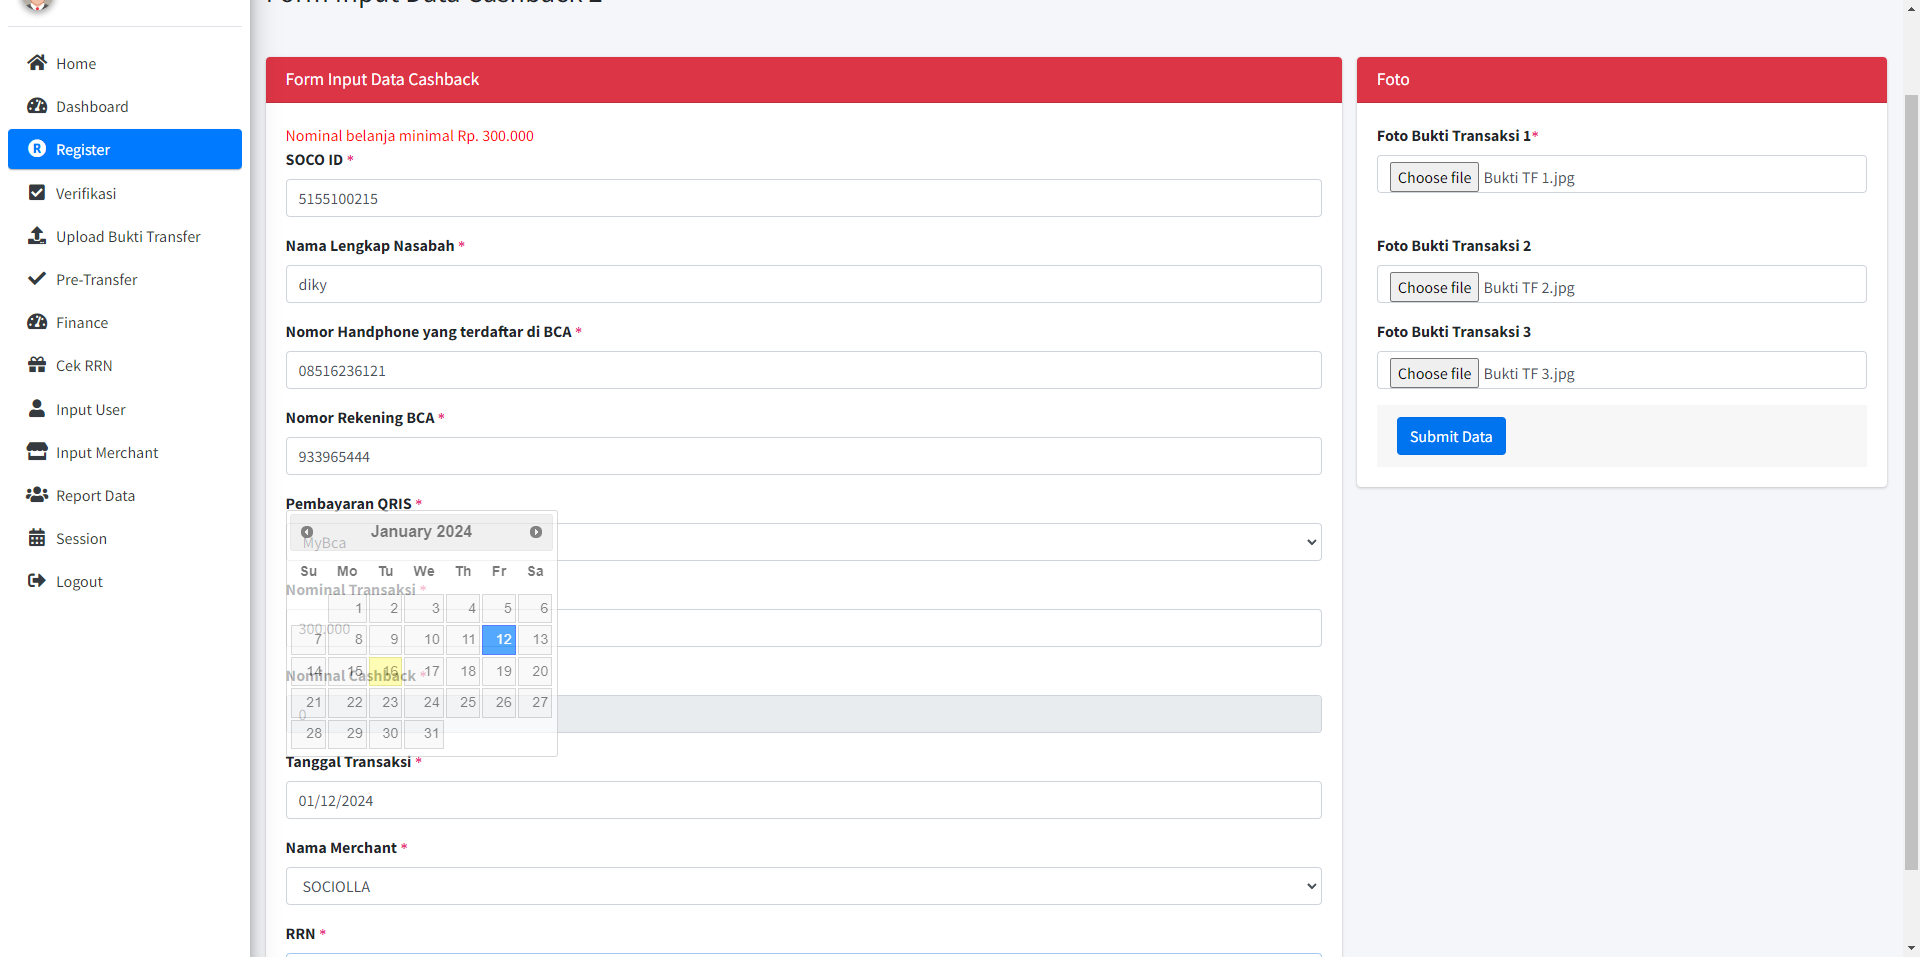 Form Input Data Cashback 2
Home
Dashboard
Register
Verifikasi
Upload Bukti Transfer
Pre-Transfer
Finance
Cek RRN
Input User
Input Merchant
Report Data
Session
Logout
Form Input Data Cashback
Nominal belanja minimal Rp. 300.000
SOCO ID *
5155100215
Nama Lengkap Nasabah *
diky
Nomor Handphone yang terdaftar di BCA *
08516236121
Nomor Rekening BCA *
933965444
Pembayaran QRIS *
MyBca
January 2024
Su Mo Tu We Th Fr Sa
1 2 3 4 5 6
7 8 9 10 11 12 13
14 15 16 17 18 19 20
21 22 23 24 25 26 27
28 29 30 31
Nominal Transaksi *
300.000
Nominal Cashback *
0
Tanggal Transaksi *
01/12/2024
Nama Merchant *
SOCIOLLA
RRN *
Foto
Foto Bukti Transaksi 1*
Choose file Bukti TF 1.jpg
Foto Bukti Transaksi 2
Choose file Bukti TF 2.jpg
Foto Bukti Transaksi 3
Choose file Bukti TF 3.jpg
Submit Data